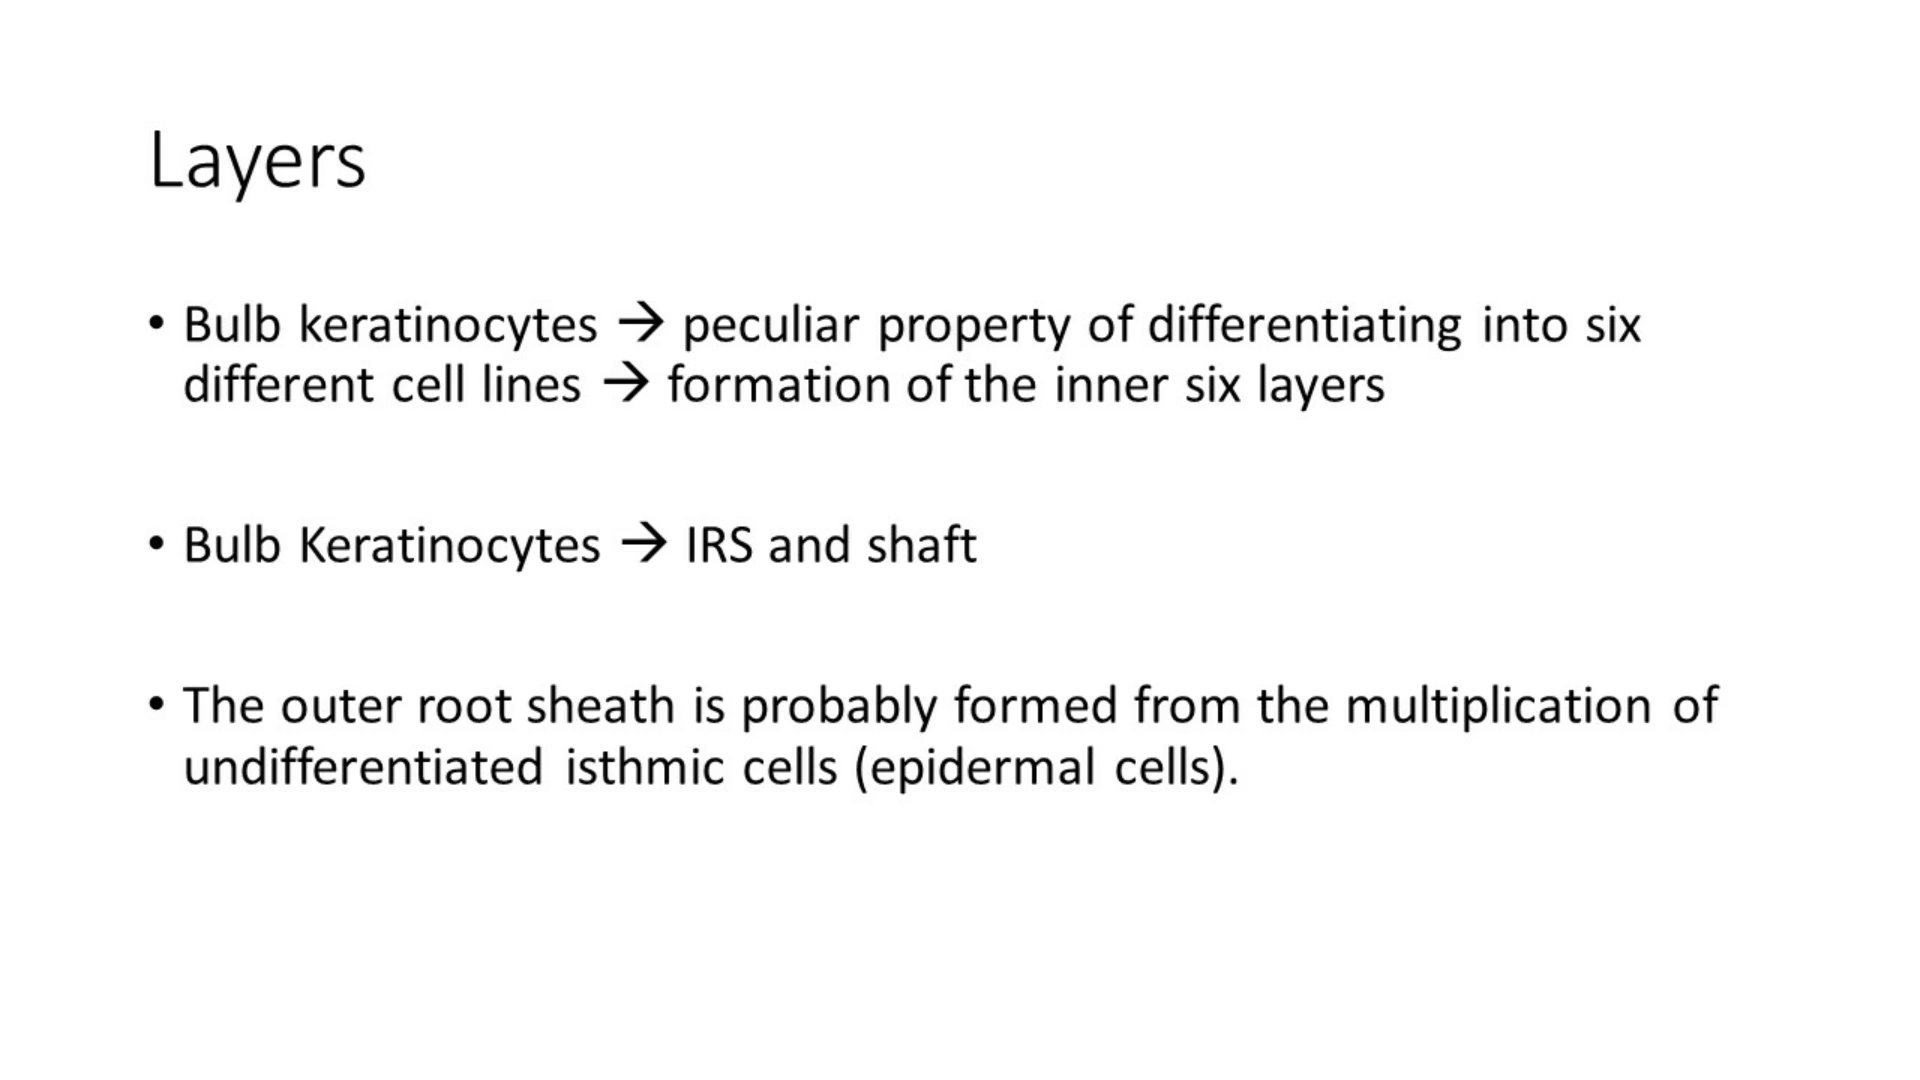 Layers
• Bulb keratinocytes → peculiar property of differentiating into six
different cell lines → formation of the inner six layers
• Bulb Keratinocytes → IRS and shaft
• The outer root sheath is probably formed from the multiplication of
undifferentiated isthmic cells (epidermal cells).